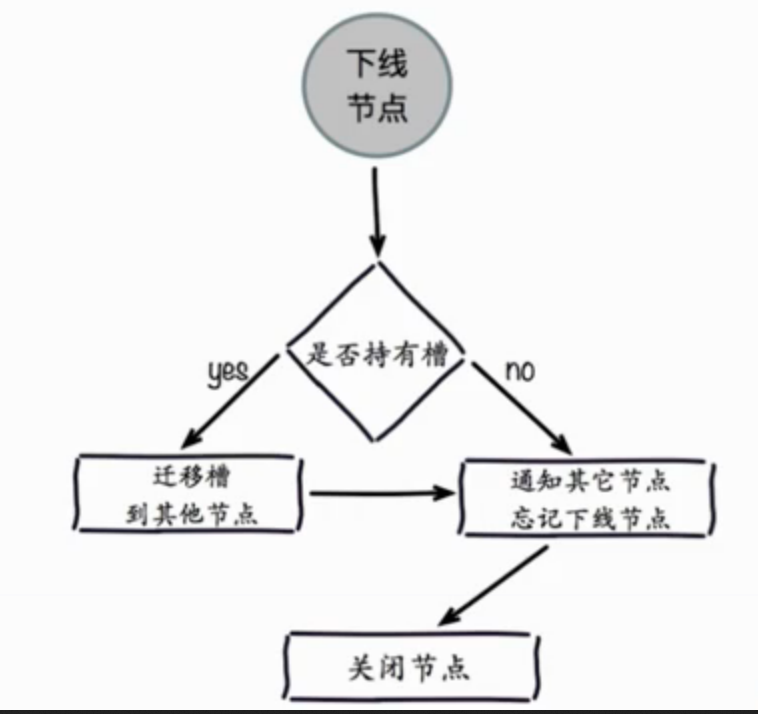 下线
节点
是否持有槽
yes
no
迁移槽
到其他节点
通知其它节点
忘记下线节点
关闭节点